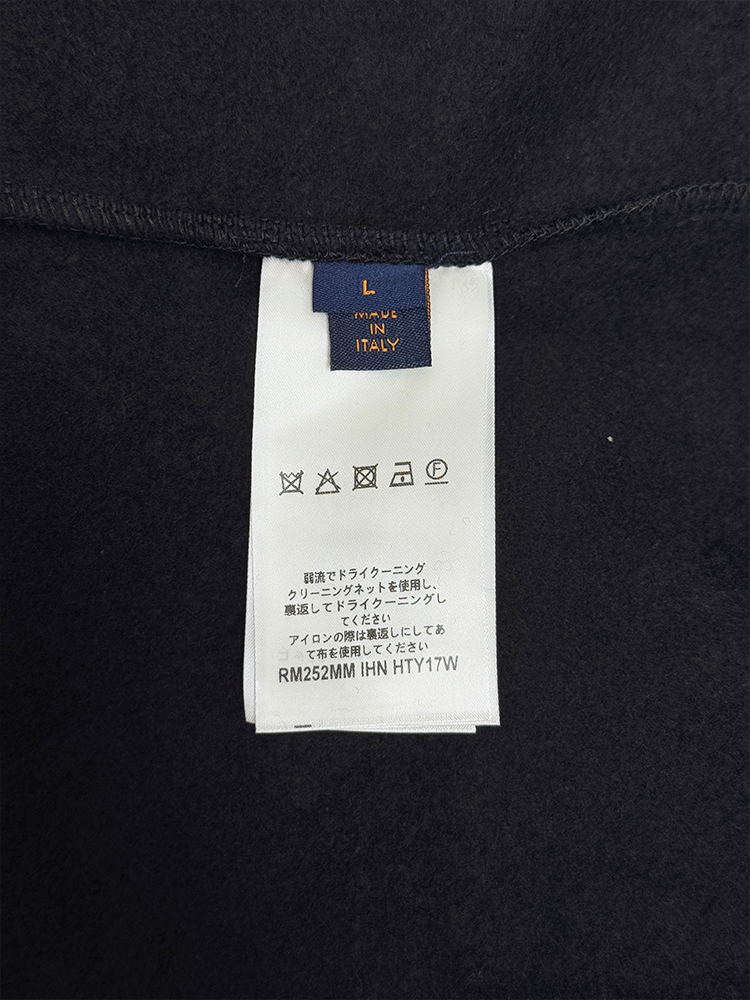 L
MADE
IN
ITALY
F
弱流でドライクーニング
クリーニングネットを使用し、
裏返してドライクーニングし
てください
アイロンの際は裏返しにしてあ
て布を使用してください
RM252MM IHN HTY17W